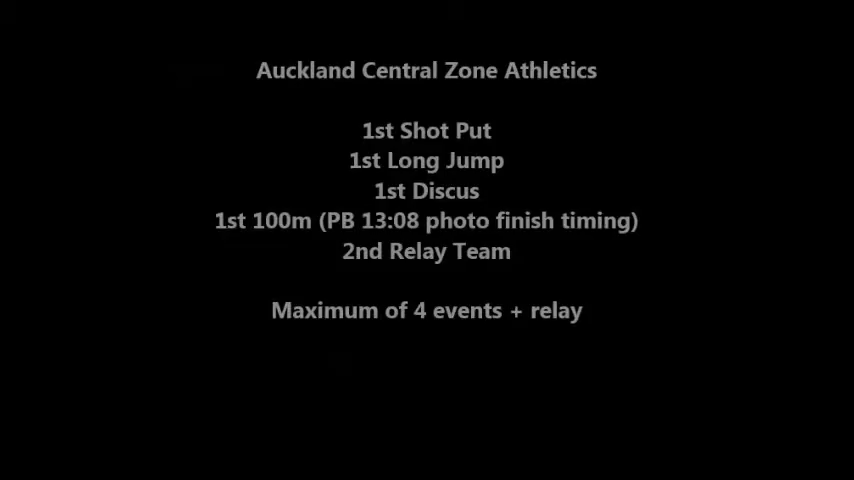 Auckland Central Zone Athletics
1st Shot Put
1st Long Jump
1st Discus
1st 100m (PB 13:08 photo finish timing)
2nd Relay Team
Maximum of 4 events + relay